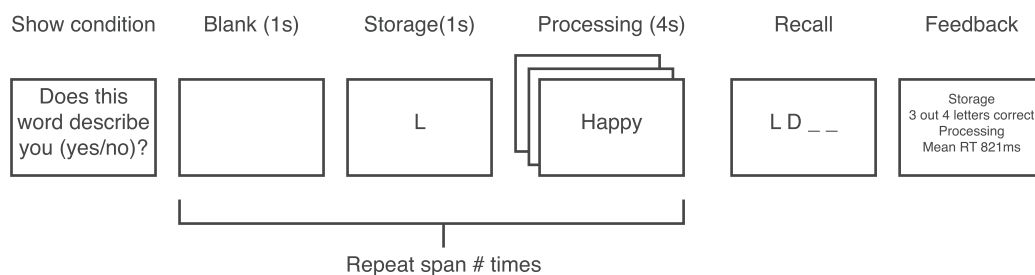 Show condition
Blank (1s)
Storage(1s)
Processing (4s)
Recall
Feedback
Does this
word describe
you (yes/no)?
L
Happy
L D _ _
Storage
3 out 4 letters correct
Processing
Mean RT 821ms
Repeat span # times